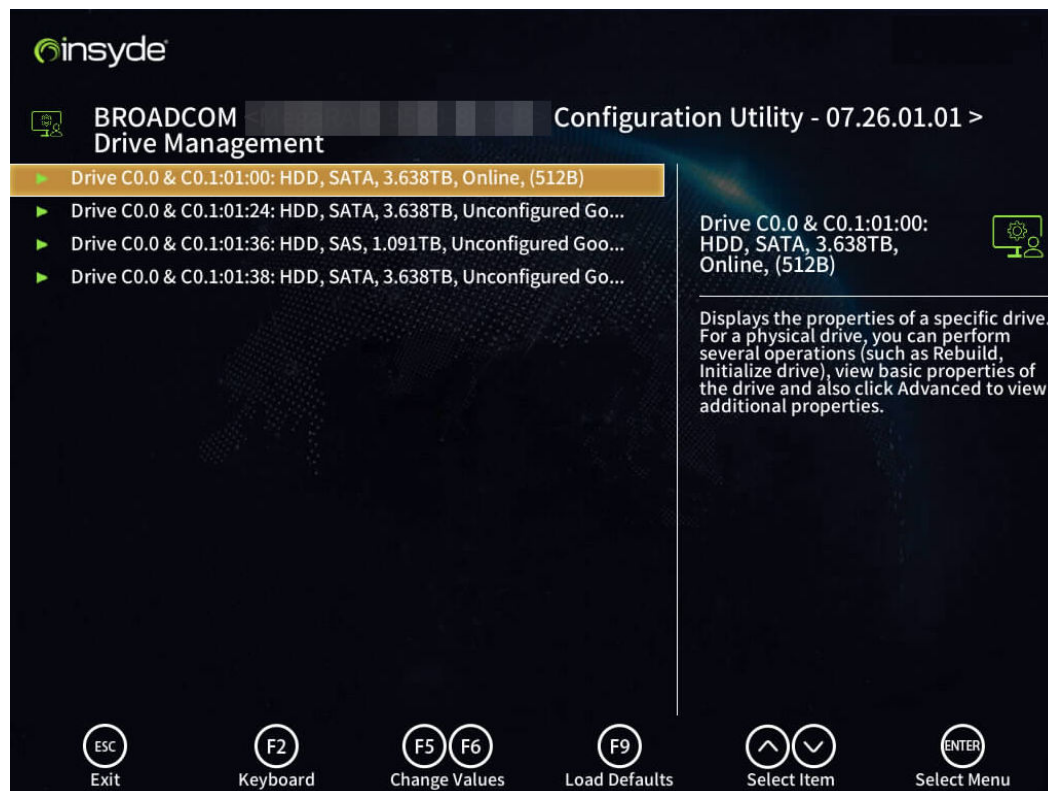 insyde
BROADCOM Configuration Utility - 07.26.01.01 >
Drive Management
Drive C0.0 & C0.1:01:00: HDD, SATA, 3.638TB, Online, (512B)
Drive C0.0 & C0.1:01:24: HDD, SATA, 3.638TB, Unconfigured Go...
Drive C0.0 & C0.1:01:36: HDD, SAS, 1.091TB, Unconfigured Goo...
Drive C0.0 & C0.1:01:38: HDD, SATA, 3.638TB, Unconfigured Go...
Drive C0.0 & C0.1:01:00:
HDD, SATA, 3.638TB,
Online, (512B)
Displays the properties of a specific drive.
For a physical drive, you can perform
several operations (such as Rebuild,
Initialize drive), view basic properties of
the drive and also click Advanced to view
additional properties.
ESC F2 F5 F6 F9 ENTER
Exit Keyboard Change Values Load Defaults Select Item Select Menu